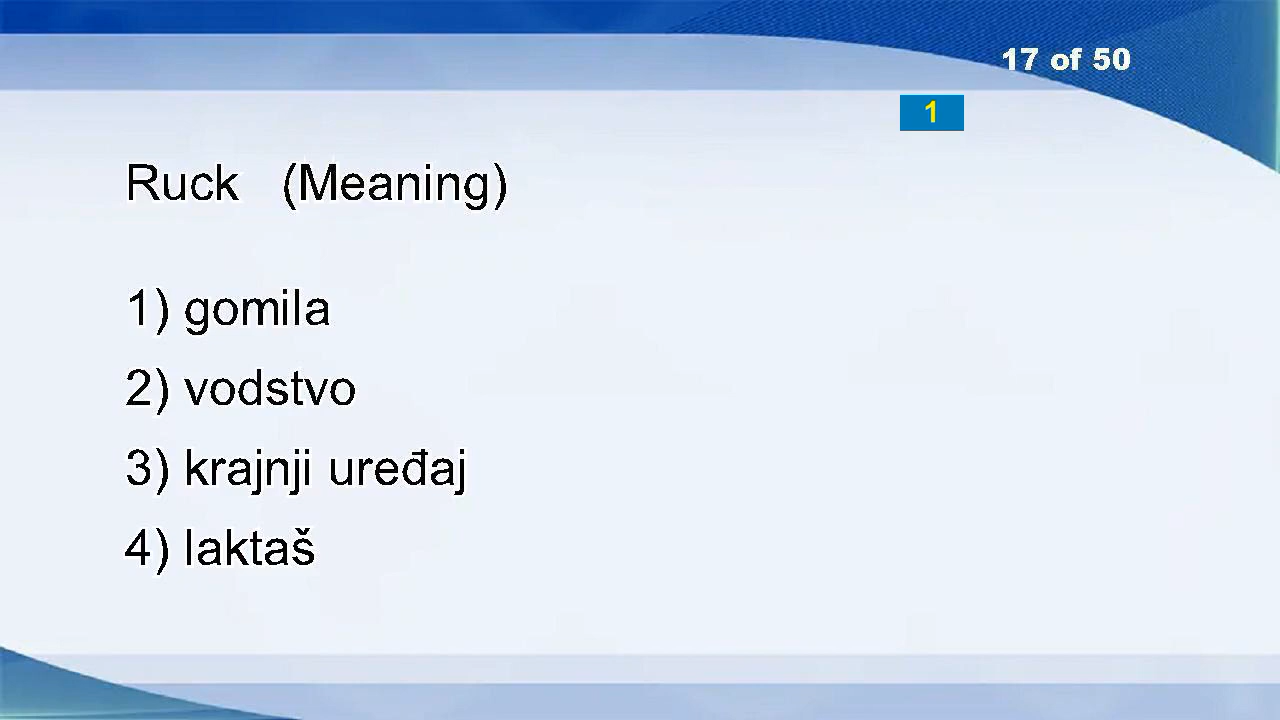 17 of 50
1
Ruck (Meaning)
1) gomila
2) vodstvo
3) krajnji uređaj
4) laktaš